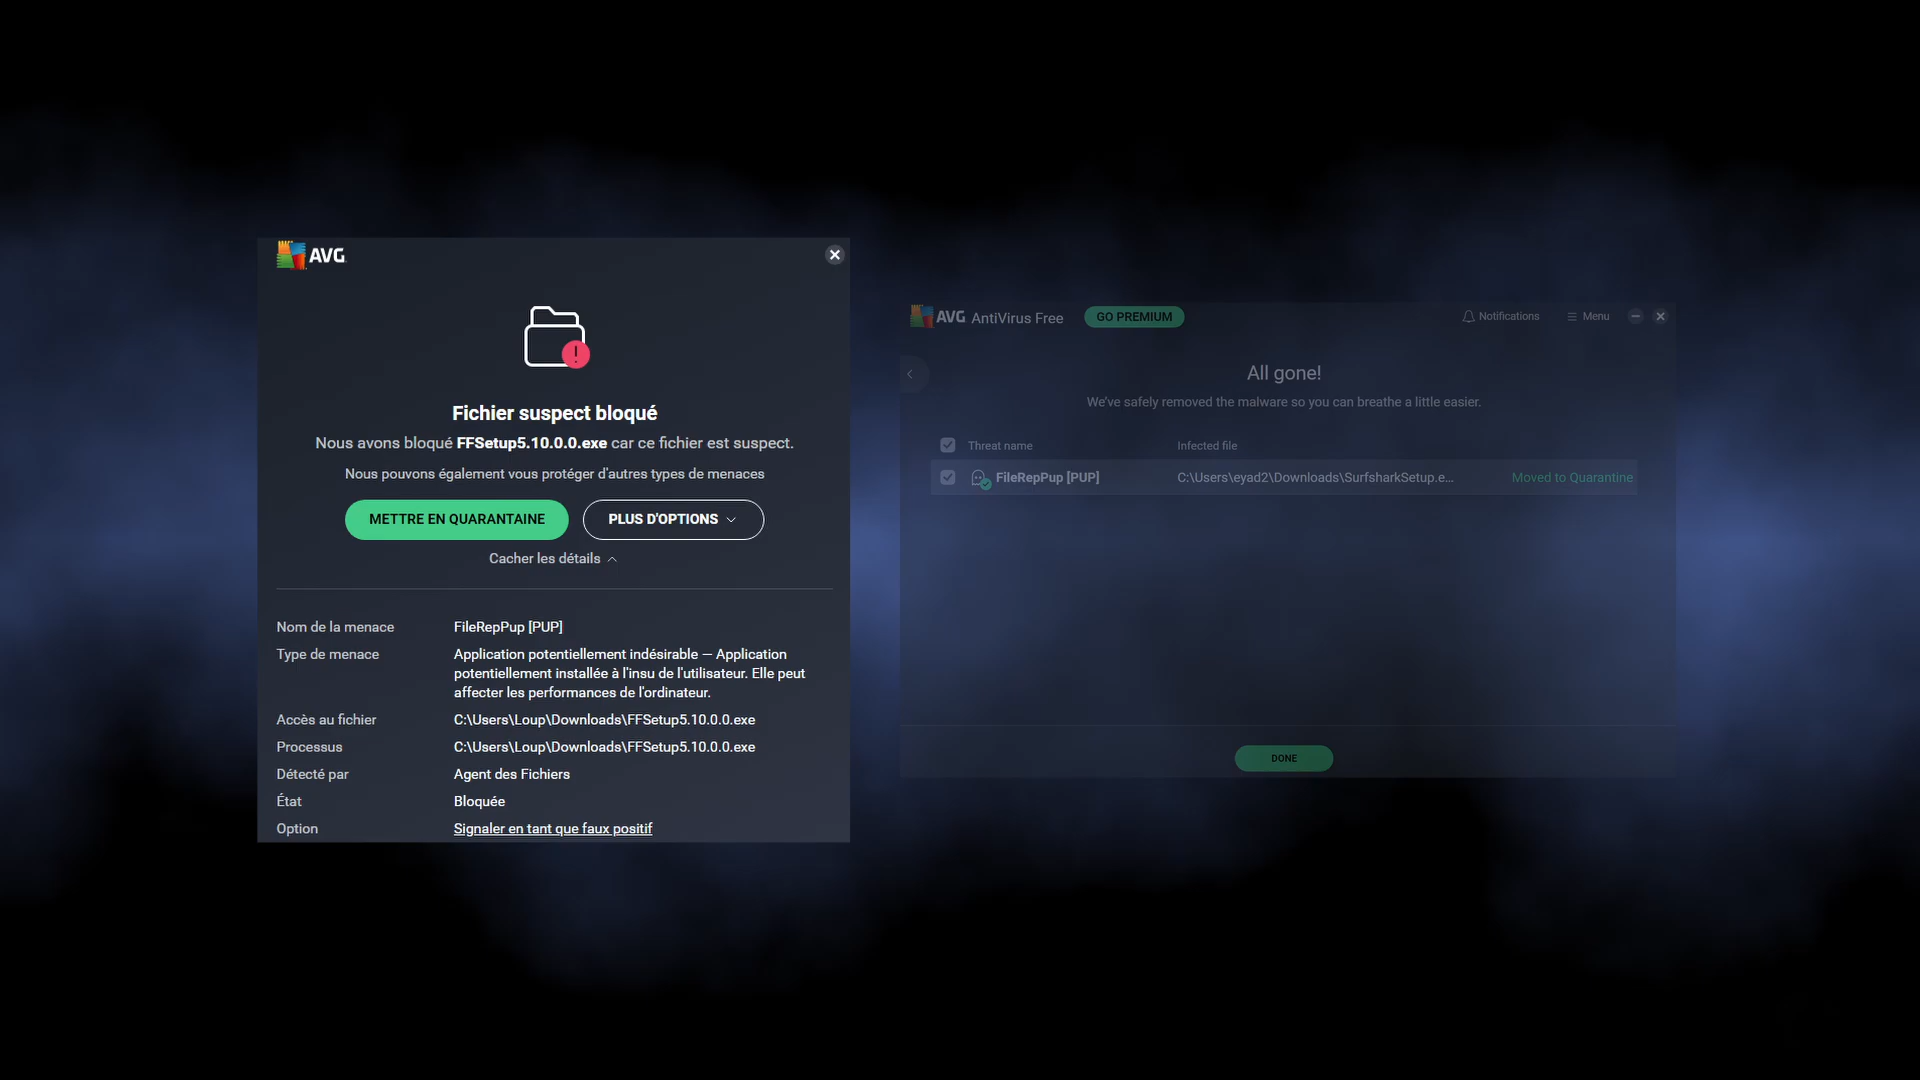 AVG
Fichier suspect bloqué
Nous avons bloqué FFSetup5.10.0.0.exe car ce fichier est suspect.
Nous pouvons également vous protéger d'autres types de menaces
METTRE EN QUARANTAINE
PLUS D'OPTIONS
Cacher les détails
Nom de la menace FileRepPup [PUP]
Type de menace Application potentiellement indésirable — Application
potentiellement installée à l'insu de l'utilisateur. Elle peut
affecter les performances de l'ordinateur.
Accès au fichier C:\Users\Loup\Downloads\FFSetup5.10.0.0.exe
Processus C:\Users\Loup\Downloads\FFSetup5.10.0.0.exe
Détecté par Agent des Fichiers
État Bloquée
Option Signaler en tant que faux positif
AVG AntiVirus Free GO PREMIUM Notifications Menu
All gone!
We've safely removed the malware so you can breathe a little easier.
Threat name Infected file
FileRepPup [PUP] C:\Users\eyad2\Downloads\SurfsharkSetup.e... Moved to Quarantine
DONE